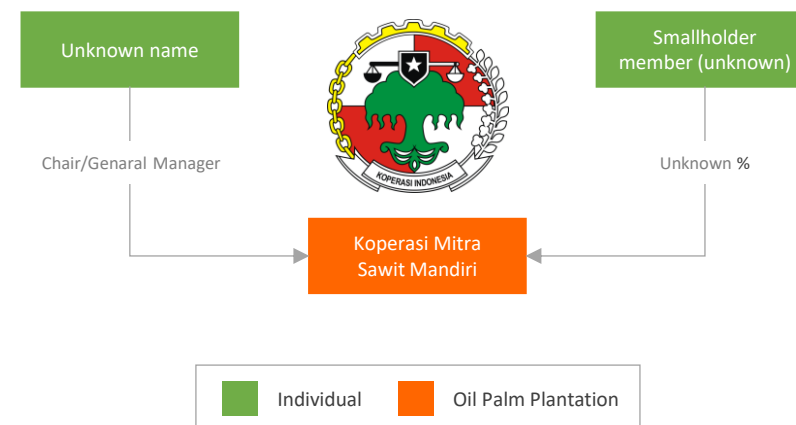 Unknown name
Smallholder
member (unknown)
KOPERASI INDONESIA
Chair/Genaral Manager
Unknown %
Koperasi Mitra
Sawit Mandiri
Individual
Oil Palm Plantation